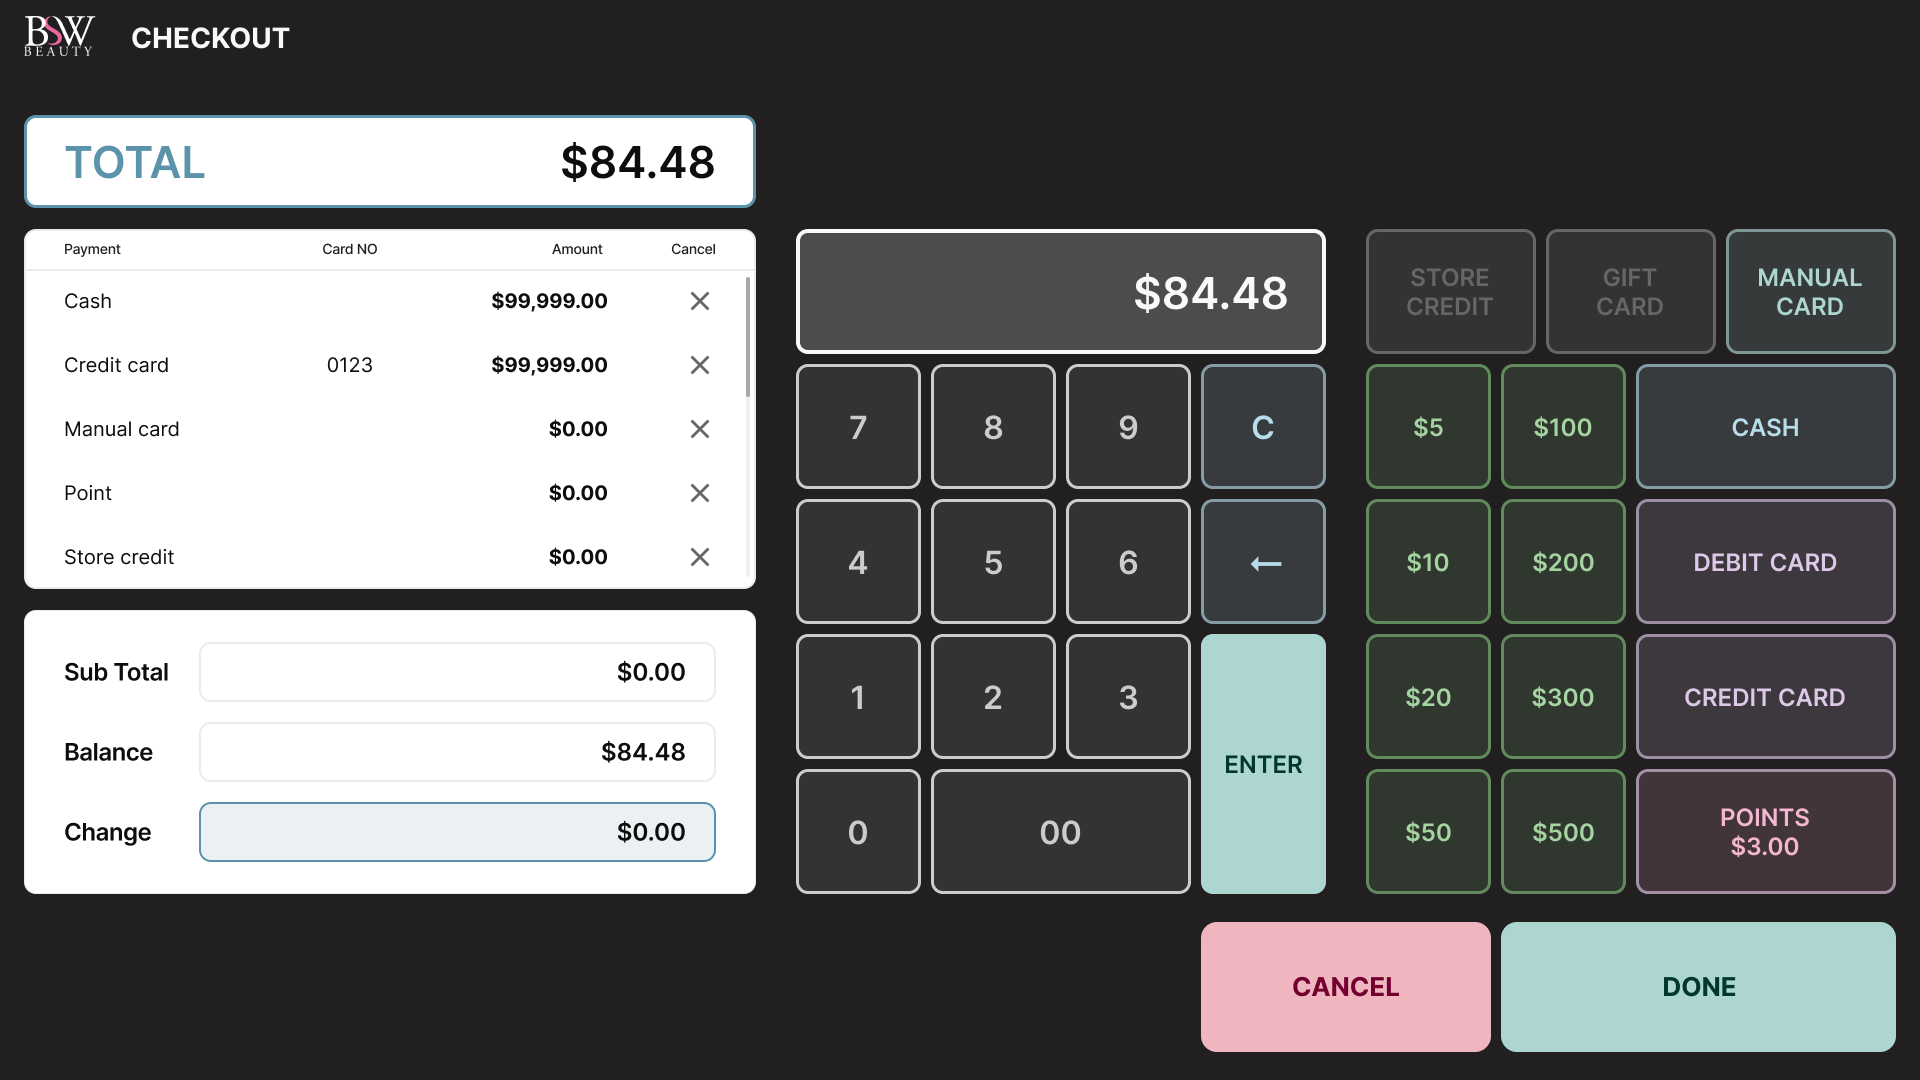 BSW
BEAUTY
CHECKOUT
TOTAL $84.48
Payment Card NO Amount Cancel
Cash $99,999.00
Credit card 0123 $99,999.00
Manual card $0.00
Point $0.00
Store credit $0.00
Sub Total $0.00
Balance $84.48
Change $0.00
$84.48
7 8 9 C
4 5 6 ←
1 2 3
ENTER
0 00
STORE
CREDIT
GIFT
CARD
MANUAL
CARD
$5 $100 CASH
$10 $200 DEBIT CARD
$20 $300 CREDIT CARD
$50 $500 POINTS
$3.00
CANCEL DONE